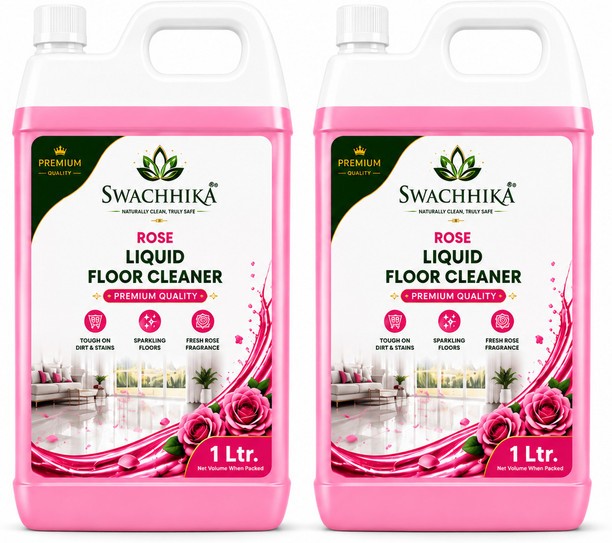 PREMIUM
QUALITY
SWACHHIKA®
NATURALLY CLEAN, TRULY SAFE
ROSE
LIQUID
FLOOR CLEANER
PREMIUM QUALITY
TOUGH ON
DIRT & STAINS
SPARKLING
FLOORS
FRESH ROSE
FRAGRANCE
1 Ltr.
Net Volume When Packed
PREMIUM
QUALITY
SWACHHIKA®
NATURALLY CLEAN, TRULY SAFE
ROSE
LIQUID
FLOOR CLEANER
PREMIUM QUALITY
TOUGH ON
DIRT & STAINS
SPARKLING
FLOORS
FRESH ROSE
FRAGRANCE
1 Ltr.
Net Volume When Packed